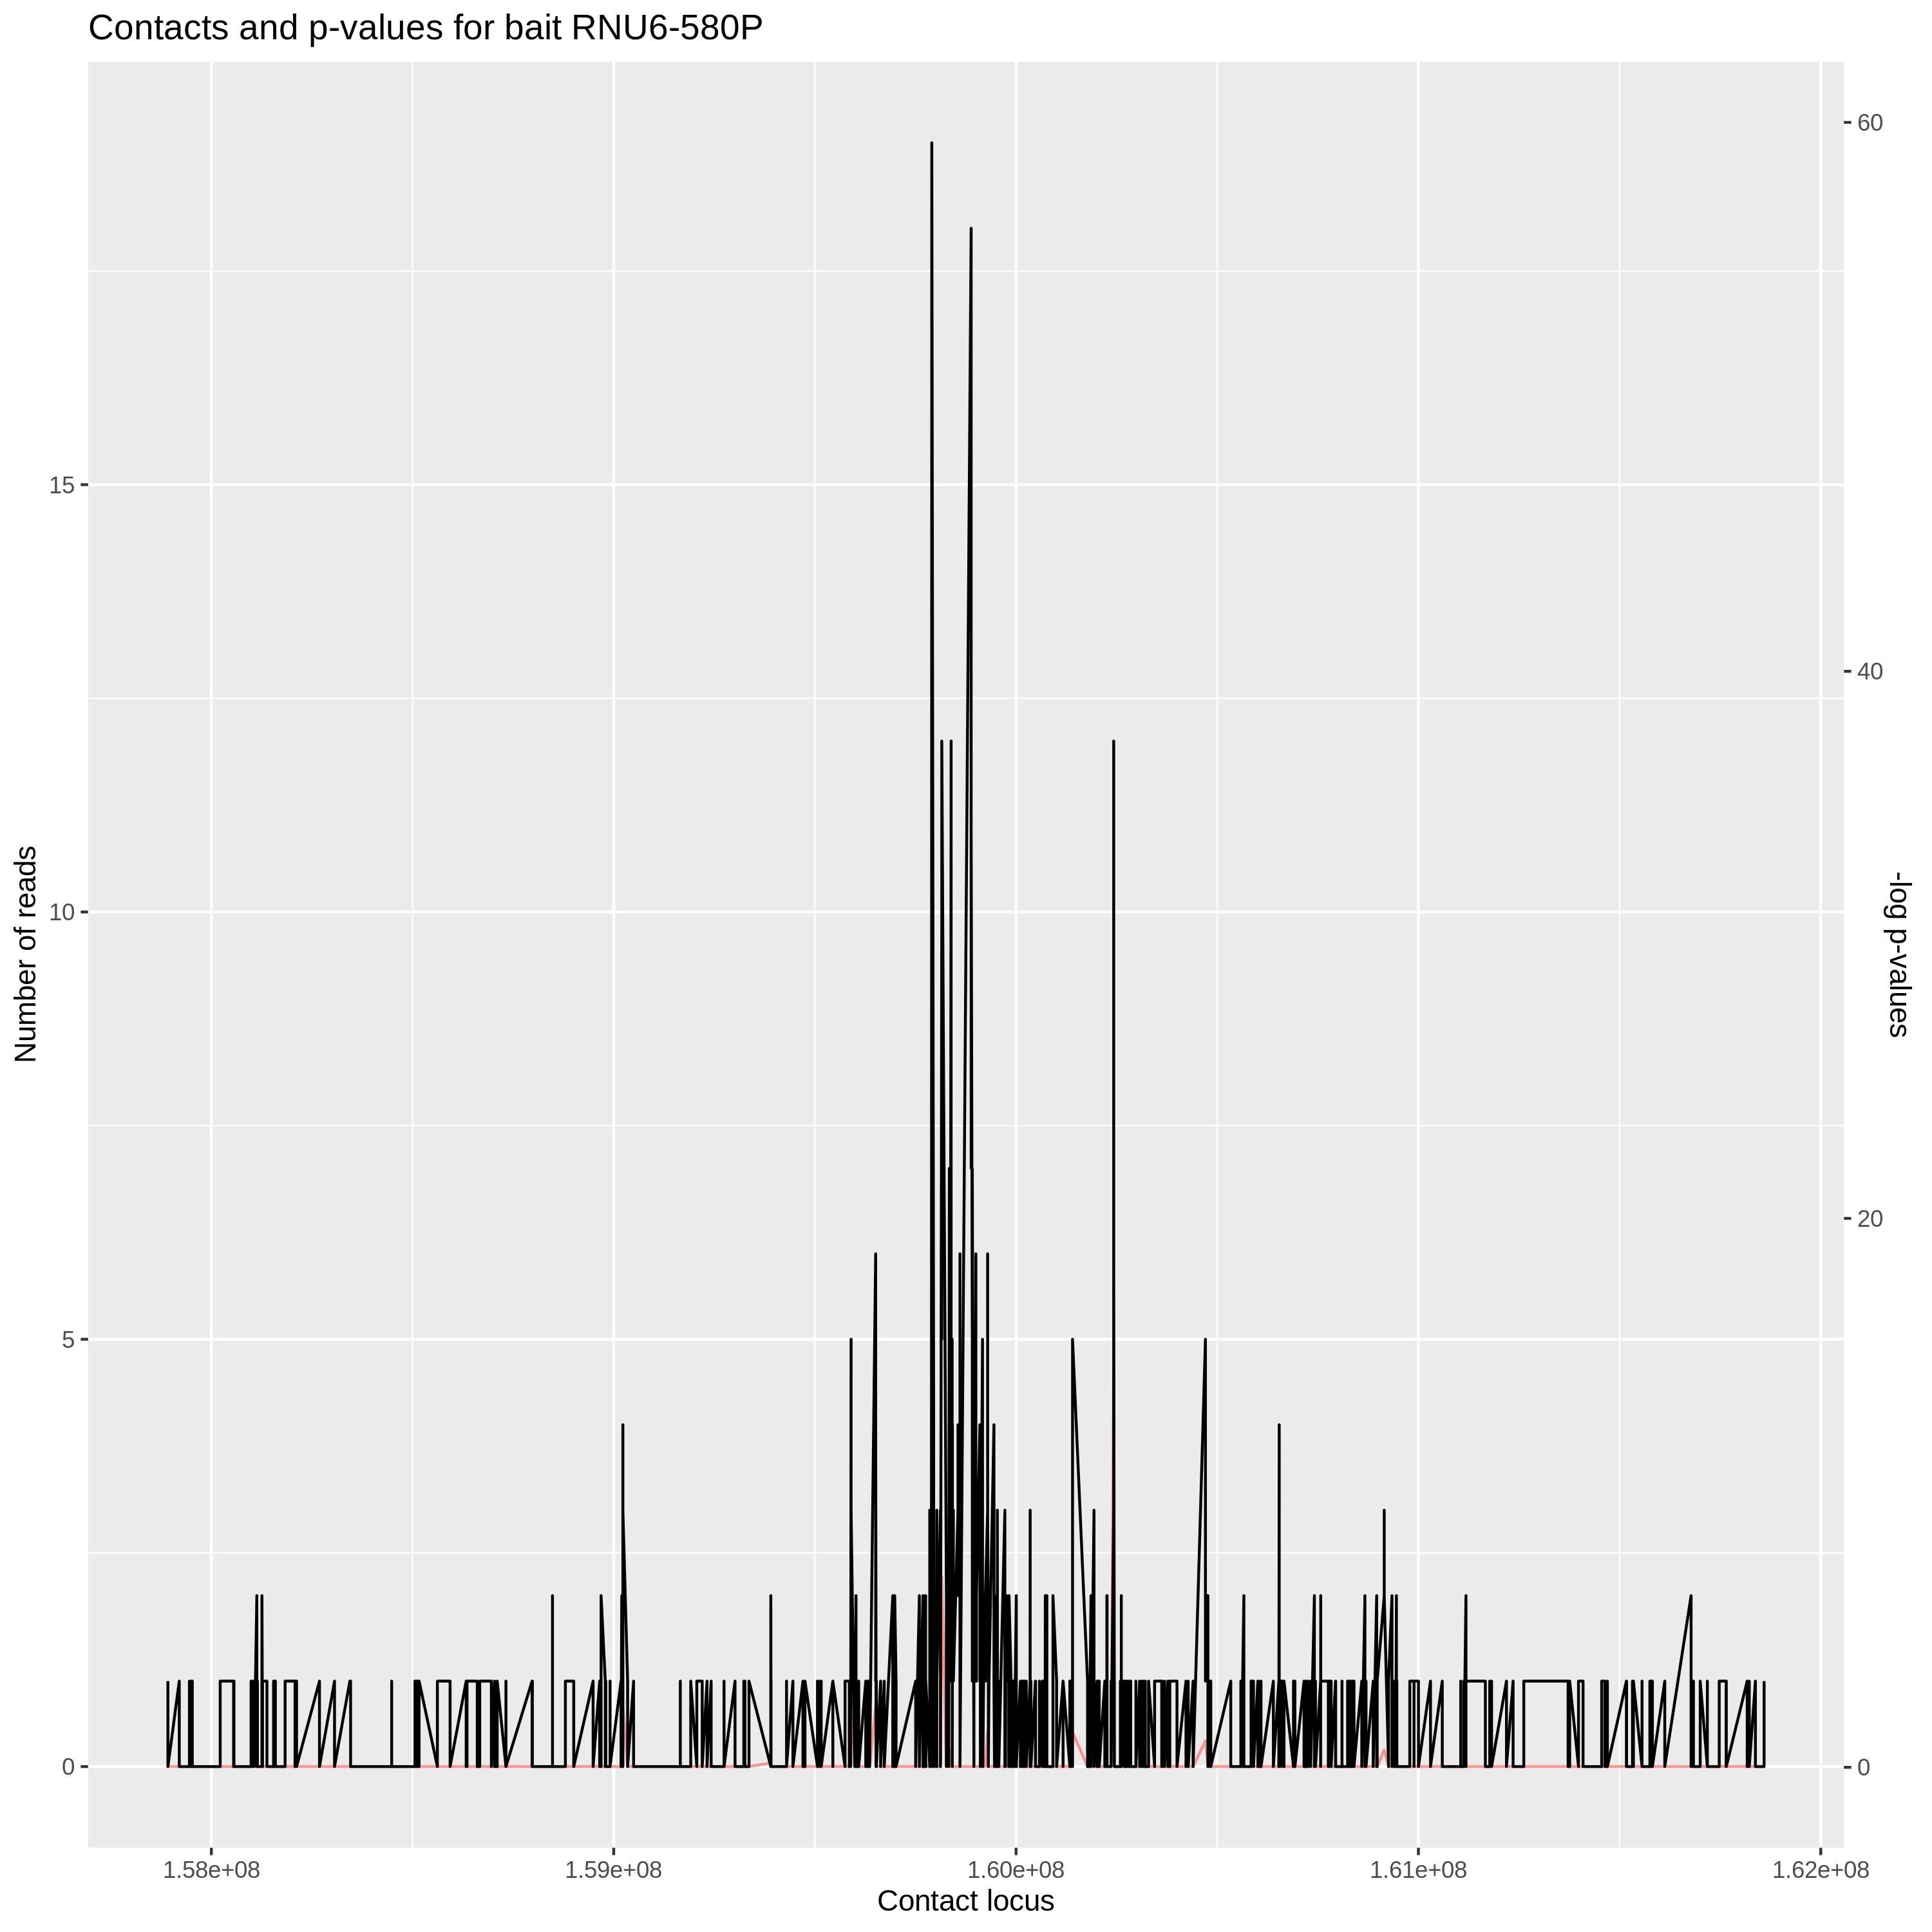 Contacts and p-values for bait RNU6-580P
60
15
40
10
Number of reads
-log p-values
20
5
0
0
1.58e+08
1.59e+08
1.60e+08
1.61e+08
1.62e+08
Contact locus